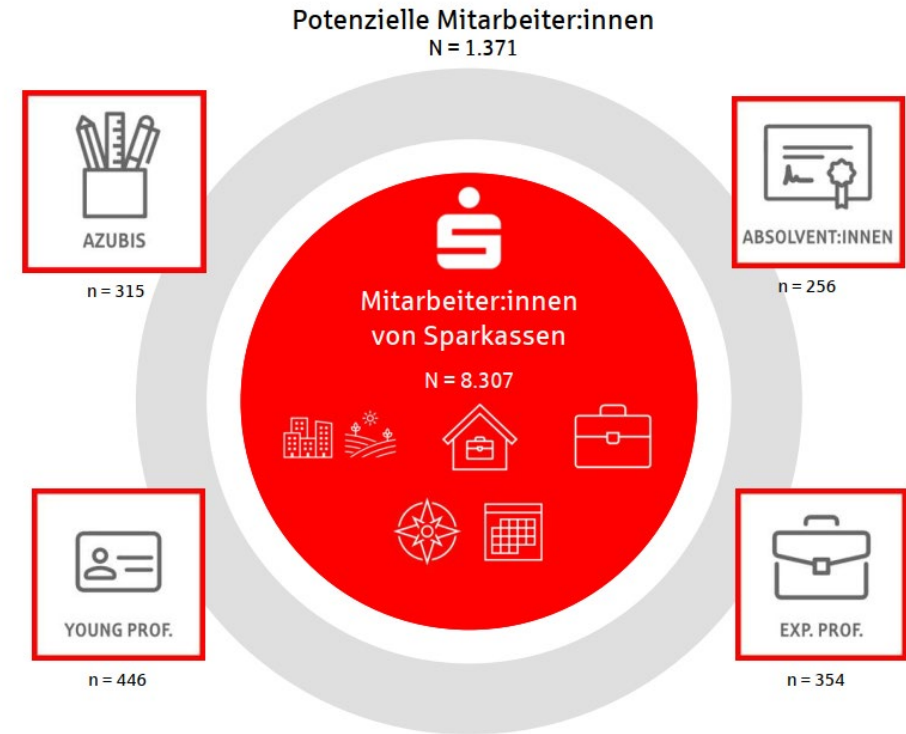 Potenzielle Mitarbeiter:innen
N = 1.371
AZUBIS
n = 315
ABSOLVENT:INNEN
n = 256
Mitarbeiter:innen
von Sparkassen
N = 8.307
YOUNG PROF.
n = 446
EXP. PROF.
n = 354